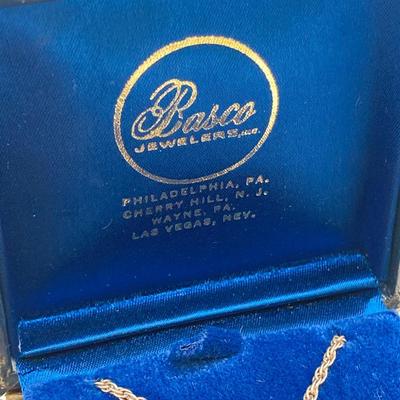 Basco
JEWELERS, INC.
PHILADELPHIA, PA.
CHERRY HILL, N. J.
WAYNE, PA.
LAS VEGAS, NEV.